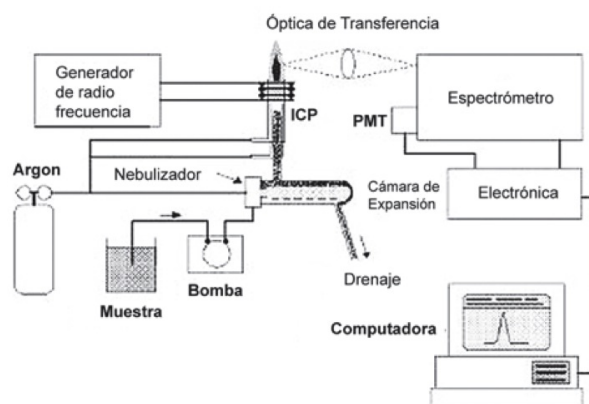 Óptica de Transferencia
Generador
de radio
frecuencia
ICP
Espectrómetro
PMT
Argon
Nebulizador
Cámara de
Expansión
Electrónica
Muestra
Bomba
Drenaje
Computadora